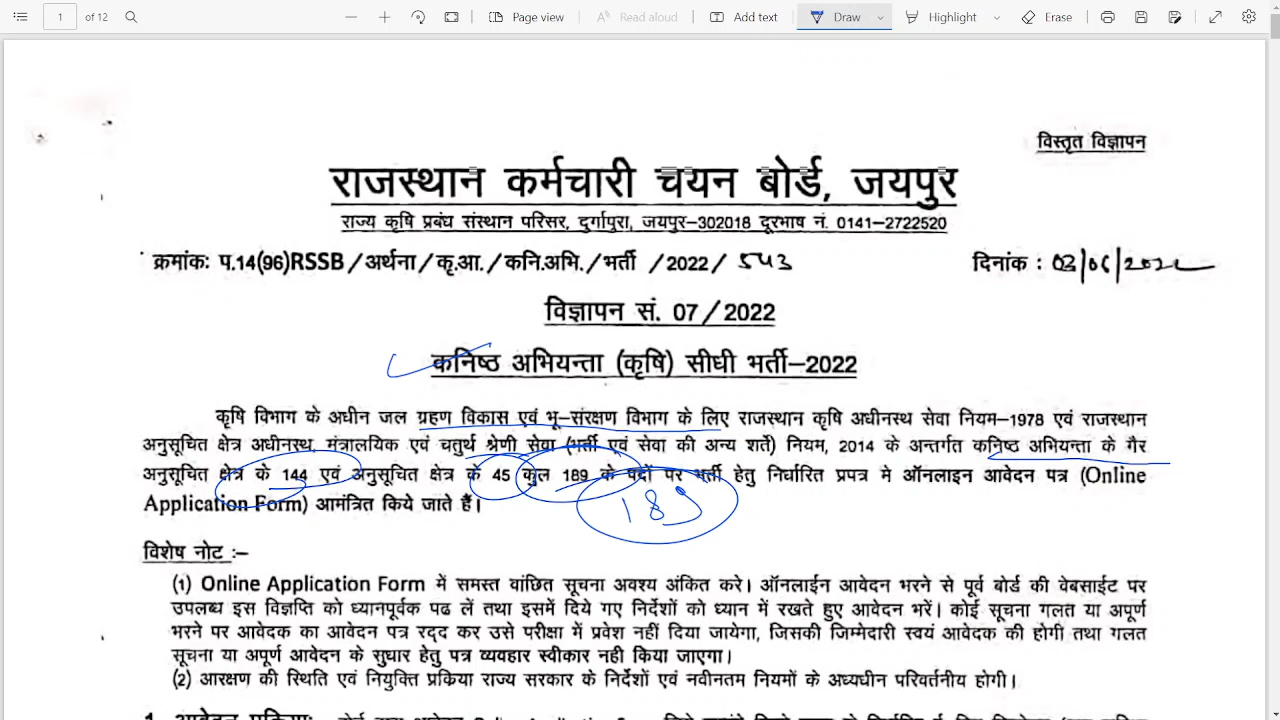 1 of 12 Page view Read aloud Add text Draw Highlight Erase
विस्तृत विज्ञापन
राजस्थान कर्मचारी चयन बोर्ड, जयपुर
राज्य कृषि प्रबंध संस्थान परिसर, दुर्गापुरा, जयपुर–302018 दूरभाष नं. 0141–2722520
क्रमांकः प.14(96)RSSB/अर्थना/कृ.आ./कनि.अभि./भर्ती /2022/ 543
दिनांक : 03/06/2022
विज्ञापन सं. 07/2022
कनिष्ठ अभियन्ता (कृषि) सीधी भर्ती–2022
कृषि विभाग के अधीन जल ग्रहण विकास एवं भू–संरक्षण विभाग के लिए राजस्थान कृषि अधीनस्थ सेवा नियम–1978 एवं राजस्थान
अनुसूचित क्षेत्र अधीनस्थ, मंत्रालयिक एवं चतुर्थ श्रेणी सेवा (भर्ती एवं सेवा की अन्य शर्ते) नियम, 2014 के अन्तर्गत कनिष्ठ अभियन्ता के गैर
अनुसूचित क्षेत्र के 144 एवं अनुसूचित क्षेत्र के 45 कुल 189 के पदों पर भर्ती हेतु निर्धारित प्रपत्र मे ऑनलाइन आवेदन पत्र (Online
Application Form) आमंत्रित किये जाते हैं।
189
विशेष नोट :–
(1) Online Application Form में समस्त वांछित सूचना अवश्य अंकित करे। ऑनलाईन आवेदन भरने से पूर्व बोर्ड की वेबसाईट पर
उपलब्ध इस विज्ञप्ति को ध्यानपूर्वक पढ लें तथा इसमें दिये गए निर्देशों को ध्यान में रखते हुए आवेदन भरें। कोई सूचना गलत या अपूर्ण
भरने पर आवेदक का आवेदन पत्र रद्द कर उसे परीक्षा में प्रवेश नहीं दिया जायेगा, जिसकी जिम्मेदारी स्वयं आवेदक की होगी तथा गलत
सूचना या अपूर्ण आवेदन के सुधार हेतु पत्र व्यवहार स्वीकार नही किया जाएगा।
(2) आरक्षण की स्थिति एवं नियुक्ति प्रक्रिया राज्य सरकार के निर्देशों एवं नवीनतम नियमों के अध्यधीन परिवर्तनीय होगी।
1. आवेदन प्रक्रियाः